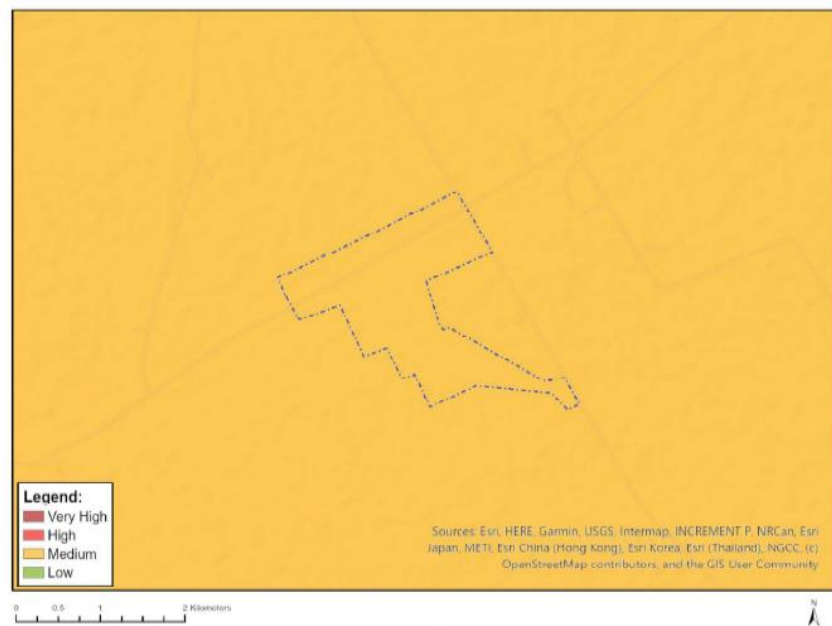 Legend:
Very High
High
Medium
Low
Sources: Esri, HERE, Garmin, USGS, Intermap, INCREMENT P, NRCan, Esri
Japan, METI, Esri China (Hong Kong), Esri Korea, Esri (Thailand), NGCC, (c)
OpenStreetMap contributors, and the GIS User Community
0 0.5 1 2 Kilometers
N